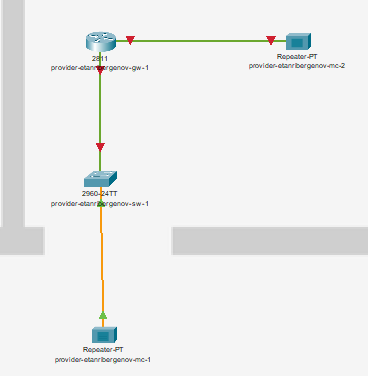 2811
provider-etanribergenov-gw-1
Repeater-PT
provider-etanribergenov-mc-2
2960-24TT
provider-etanribergenov-sw-1
Repeater-PT
provider-etanribergenov-mc-1